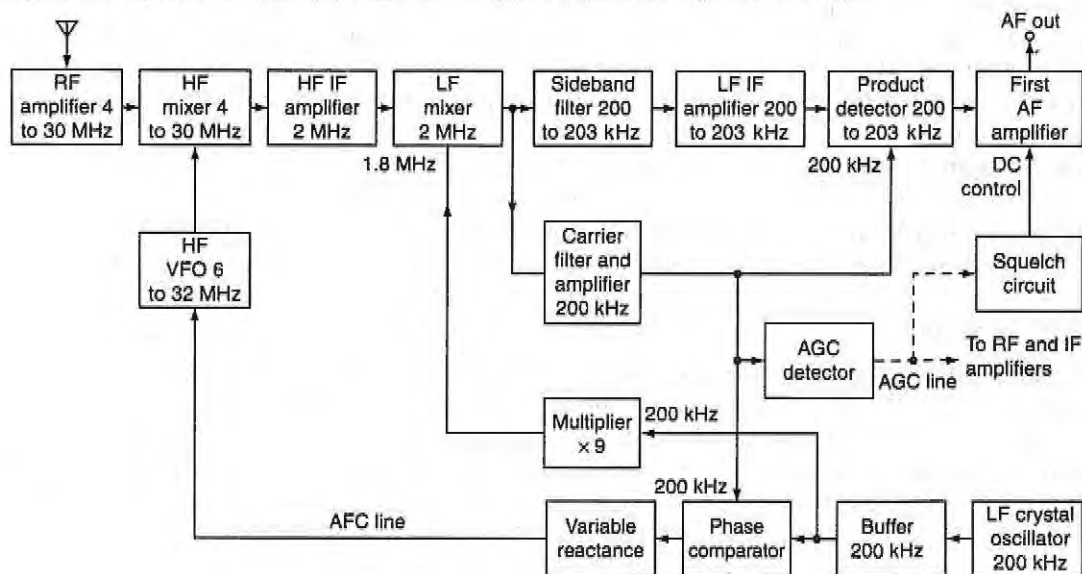 AF out
RF
amplifier 4
to 30 MHz
HF
mixer 4
to 30 MHz
HF IF
amplifier
2 MHz
LF
mixer
2 MHz
Sideband
filter 200
to 203 kHz
LF IF
amplifier 200
to 203 kHz
Product
detector 200
to 203 kHz
First
AF
amplifier
1.8 MHz
200 kHz
DC
control
HF
VFO 6
to 32 MHz
Carrier
filter and
amplifier
200 kHz
Squelch
circuit
AGC
detector
To RF and IF
amplifiers
AGC line
Multiplier
× 9
200 kHz
200 kHz
AFC line
Variable
reactance
Phase
comparator
Buffer
200 kHz
LF crystal
oscillator
200 kHz